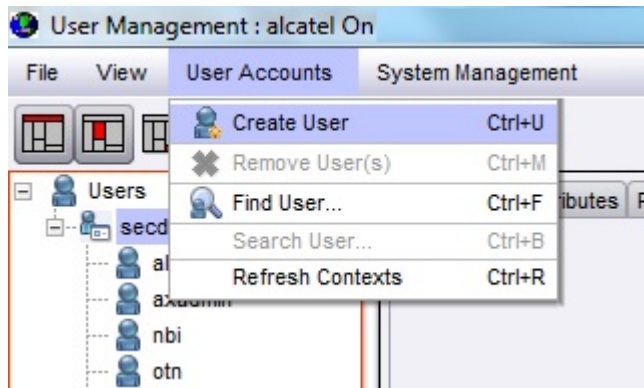 User Management : alcatel On
File View User Accounts System Management
Create User Ctrl+U
Remove User(s) Ctrl+M
Find User... Ctrl+F
Search User... Ctrl+B
Refresh Contexts Ctrl+R
Users
nbi
otn